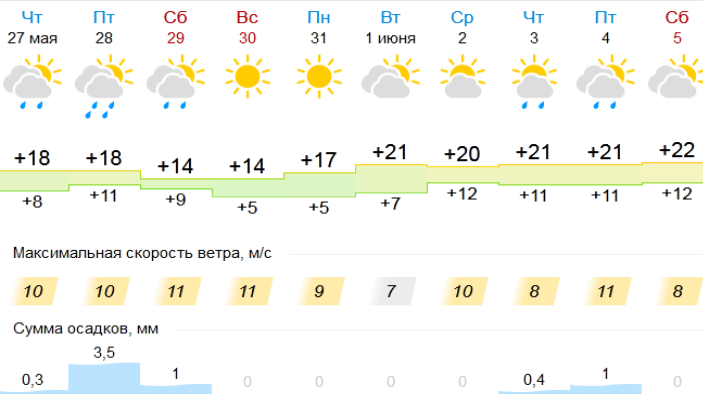 Чт Пт Сб Вс Пн Вт Ср Чт Пт Сб
27 мая 28 29 30 31 1 июня 2 3 4 5
+18 +18 +14 +14 +17 +21 +20 +21 +21 +22
+8 +11 +9 +5 +5 +7 +12 +11 +11 +12
Максимальная скорость ветра, м/с
10 10 11 11 9 7 10 8 11 8
Сумма осадков, мм
0,3 3,5 1 0 0 0 0 0,4 1 0